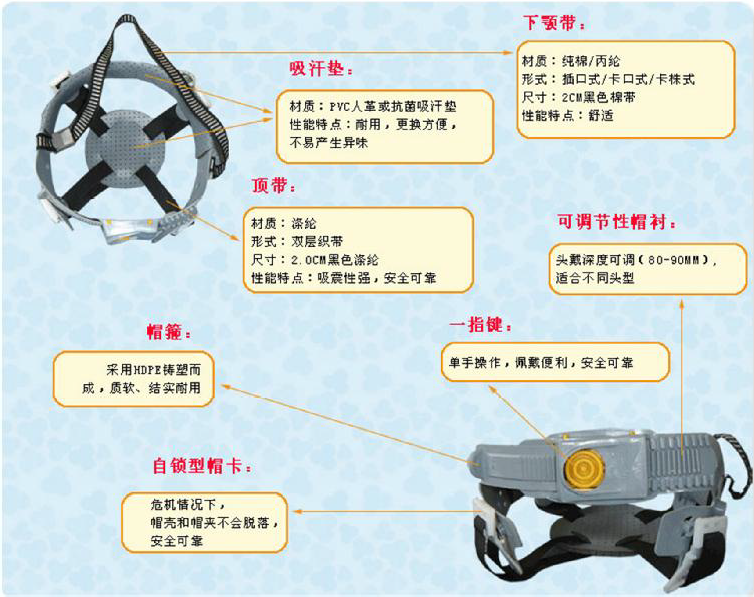 下颚带：
材质：纯棉/丙纶
形式：插口式/卡口式/卡株式
尺寸：2CM黑色棉带
性能特点：舒适
吸汗垫：
材质：PVC人革或抗菌吸汗垫
性能特点：耐用，更换方便，
不易产生异味
顶带：
材质：涤纶
形式：双层织带
尺寸：2.0CM黑色涤纶
性能特点：吸震性强，安全可靠
可调节性帽衬：
头戴深度可调（80-90MM），
适合不同头型
帽箍：
采用HDPE铸塑而
成，质软、结实耐用
一指键：
单手操作，佩戴便利，安全可靠
自锁型帽卡：
危机情况下，
帽壳和帽夹不会脱落，
安全可靠